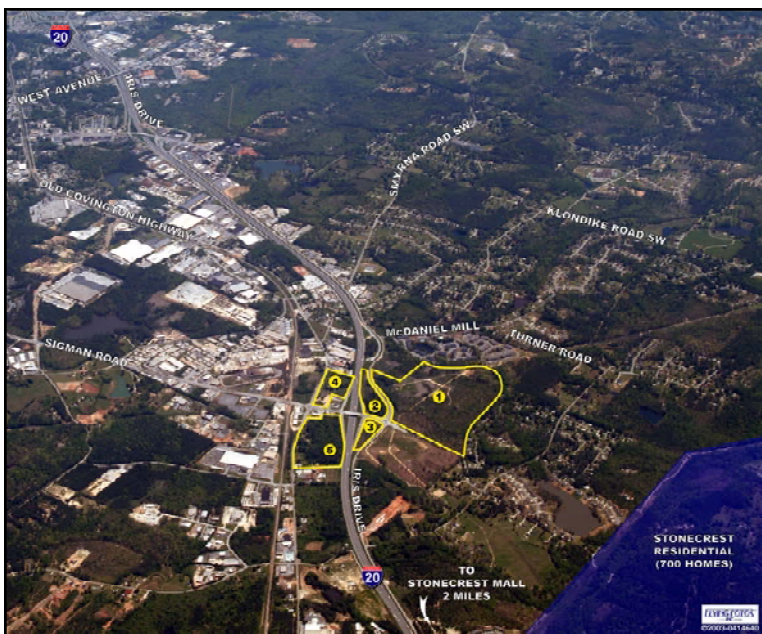 20
WEST AVENUE
IRIS DRIVE
SMYRNA ROAD SW
OLD COVINGTON HIGHWAY
KLONDIKE ROAD SW
McDANIEL MILL
TURNER ROAD
SIGMAN ROAD
4
1
2
3
5
IRIS DRIVE
20
TO
STONECREST MALL
2 MILES
STONECREST
RESIDENTIAL
(700 HOMES)